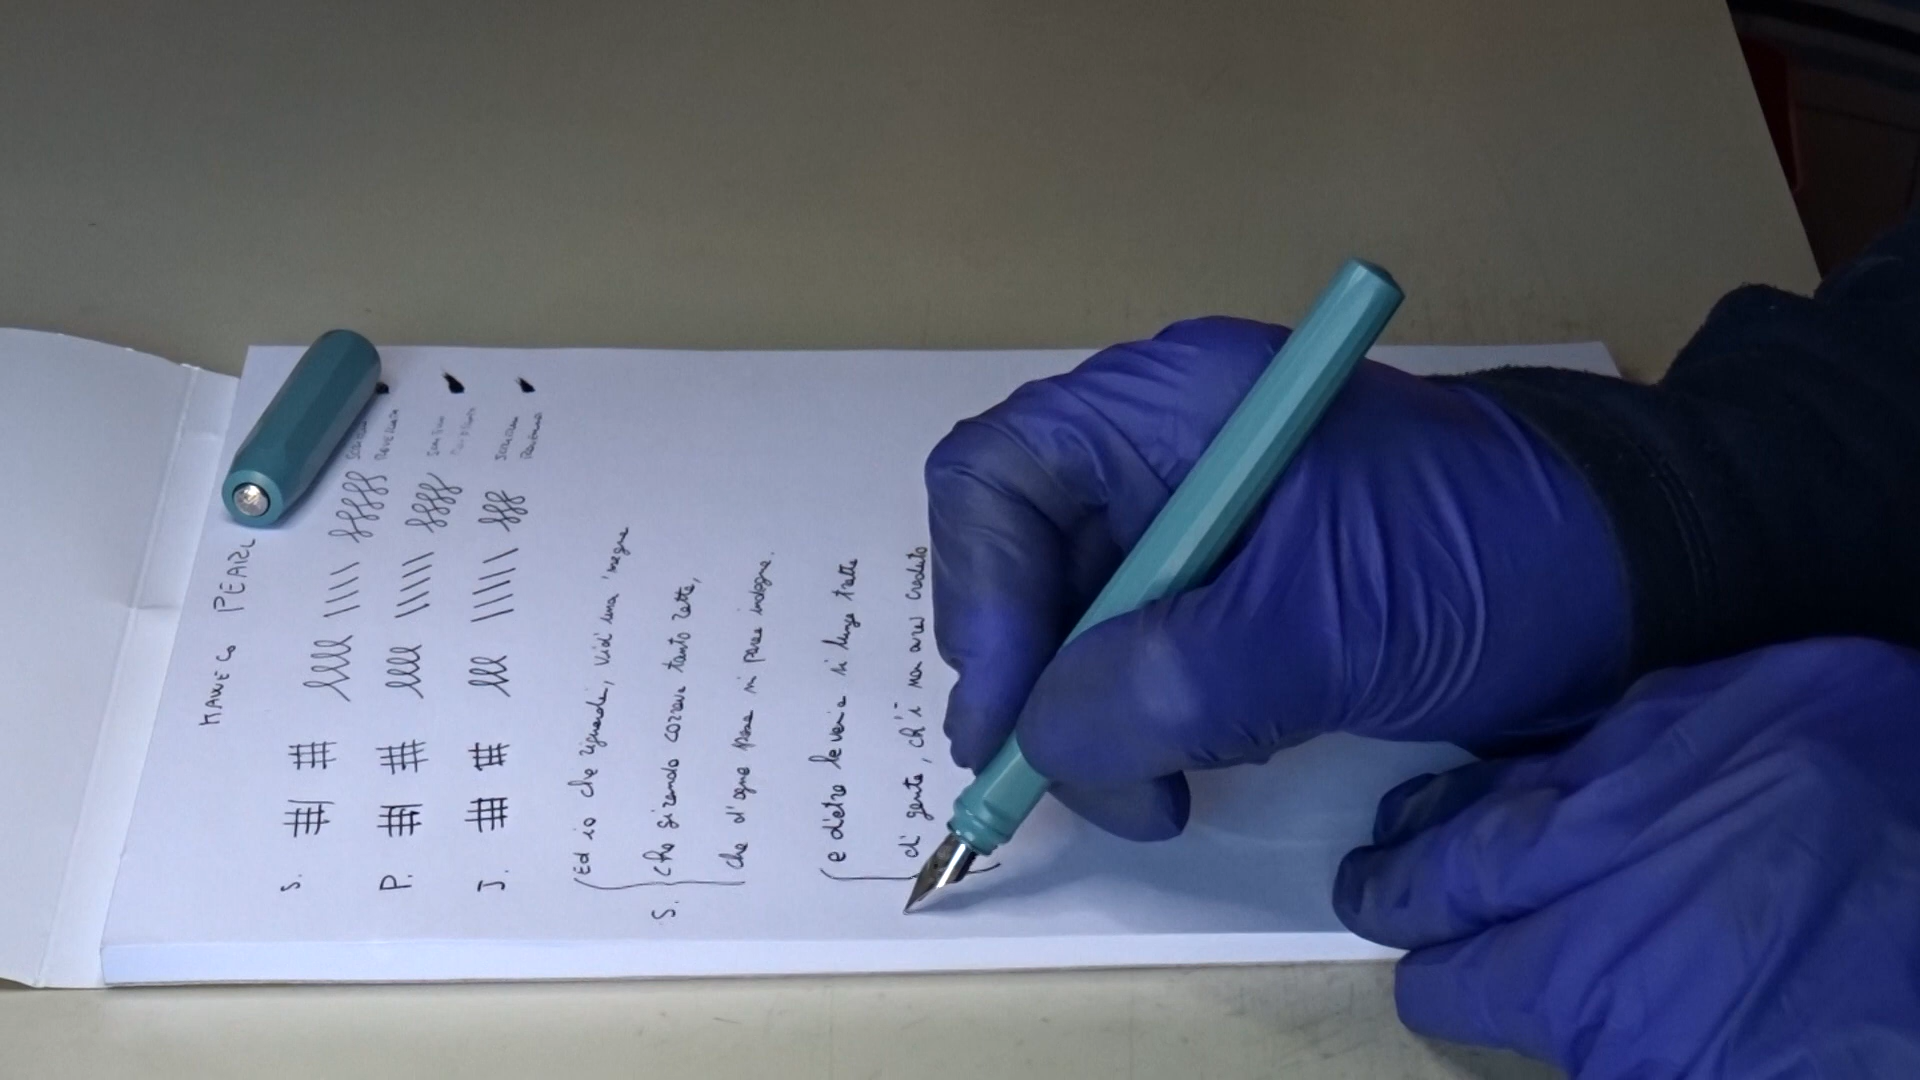 KAWECO PEARL
S.
P.
J.
Ed io che riguardai, vidi una 'nsegna
S. che girando correva tanto ratta,
che d'ogne posa mi parea indegna.
e dietro le venia si lunga tratta
di gente, ch'i non avrei creduto